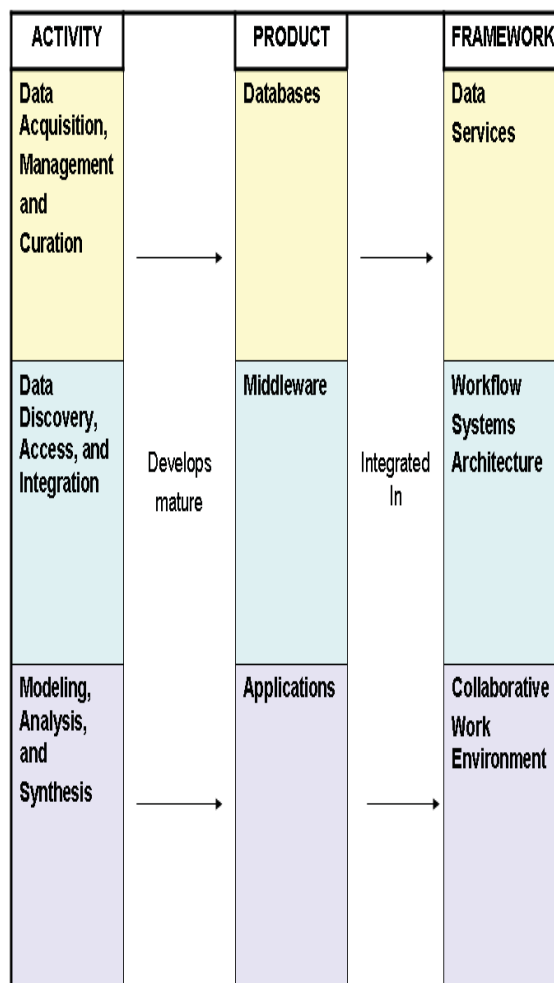 ACTIVITY
PRODUCT
FRAMEWORK
Data
Acquisition,
Management
and
Curation
Databases
Data
Services
Data
Discovery,
Access, and
Integration
Develops
mature
Middleware
Integrated
In
Workflow
Systems
Architecture
Modeling,
Analysis,
and
Synthesis
Applications
Collaborative
Work
Environment